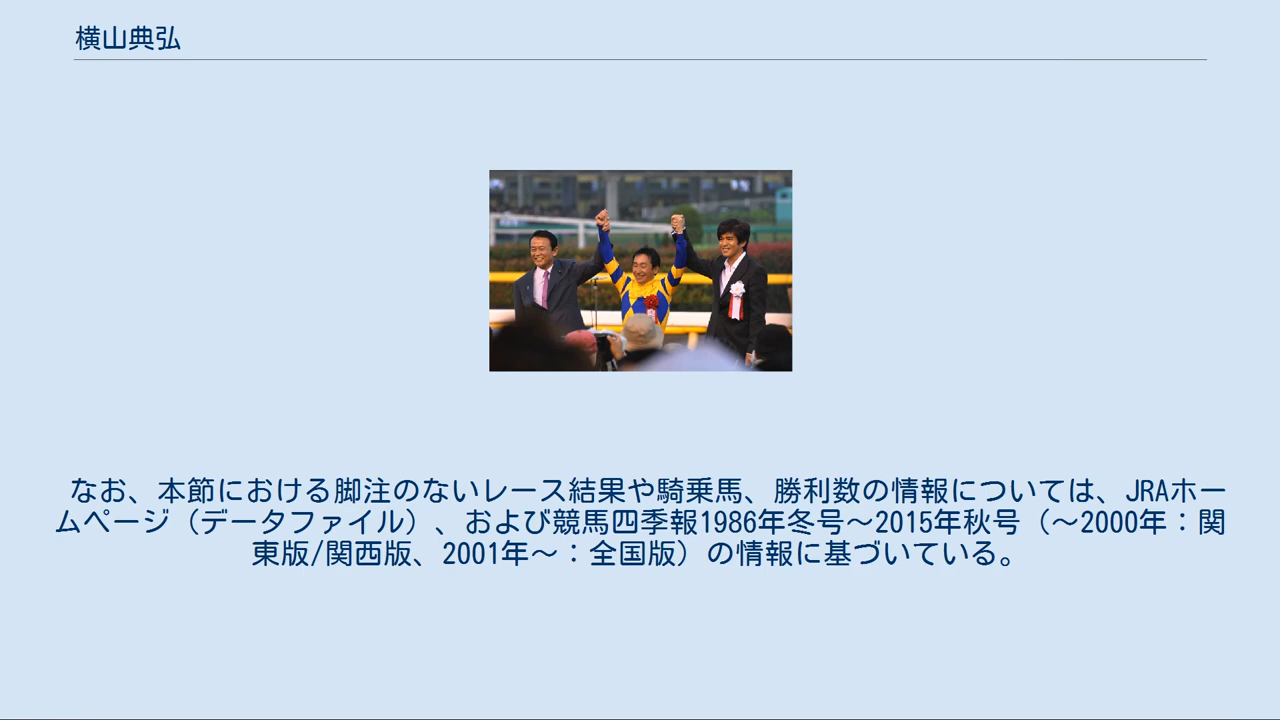 横山典弘
なお、本節における脚注のないレース結果や騎乗馬、勝利数の情報については、JRAホー
ムページ（データファイル）、および競馬四季報1986年冬号～2015年秋号（～2000年：関
東版/関西版、2001年～：全国版）の情報に基づいている。